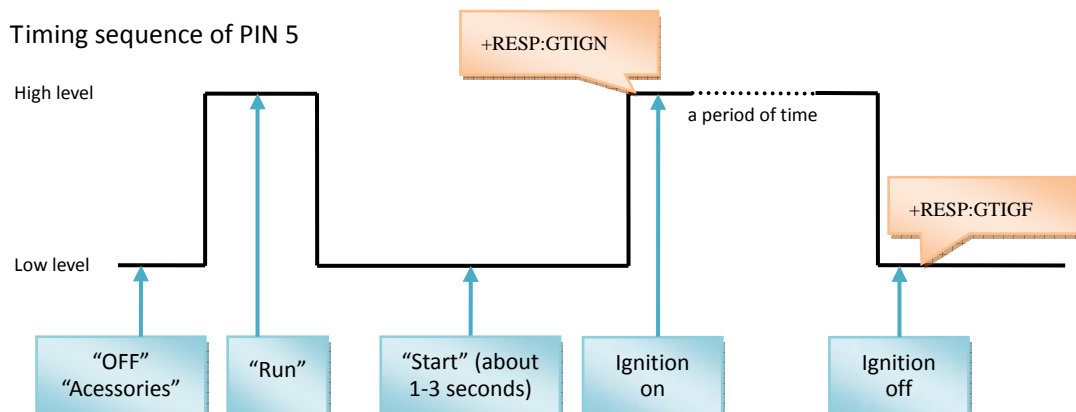 Timing sequence of PIN 5
+RESP:GTIGN
High level
a period of time
+RESP:GTIGF
Low level
“OFF”
“Acessories”
“Run”
“Start” (about
1-3 seconds)
Ignition
on
Ignition
off